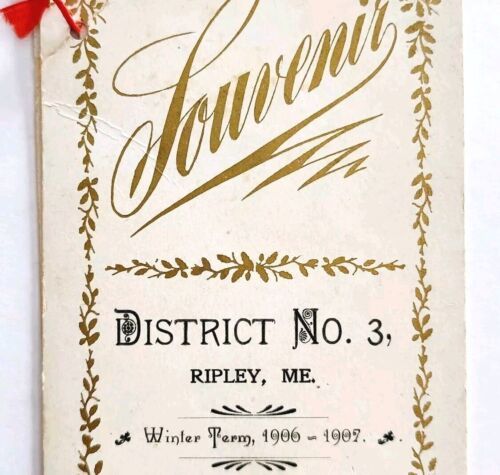 Souvenir
DISTRICT No. 3,
RIPLEY, ME.
Winter Term, 1906 - 1907.